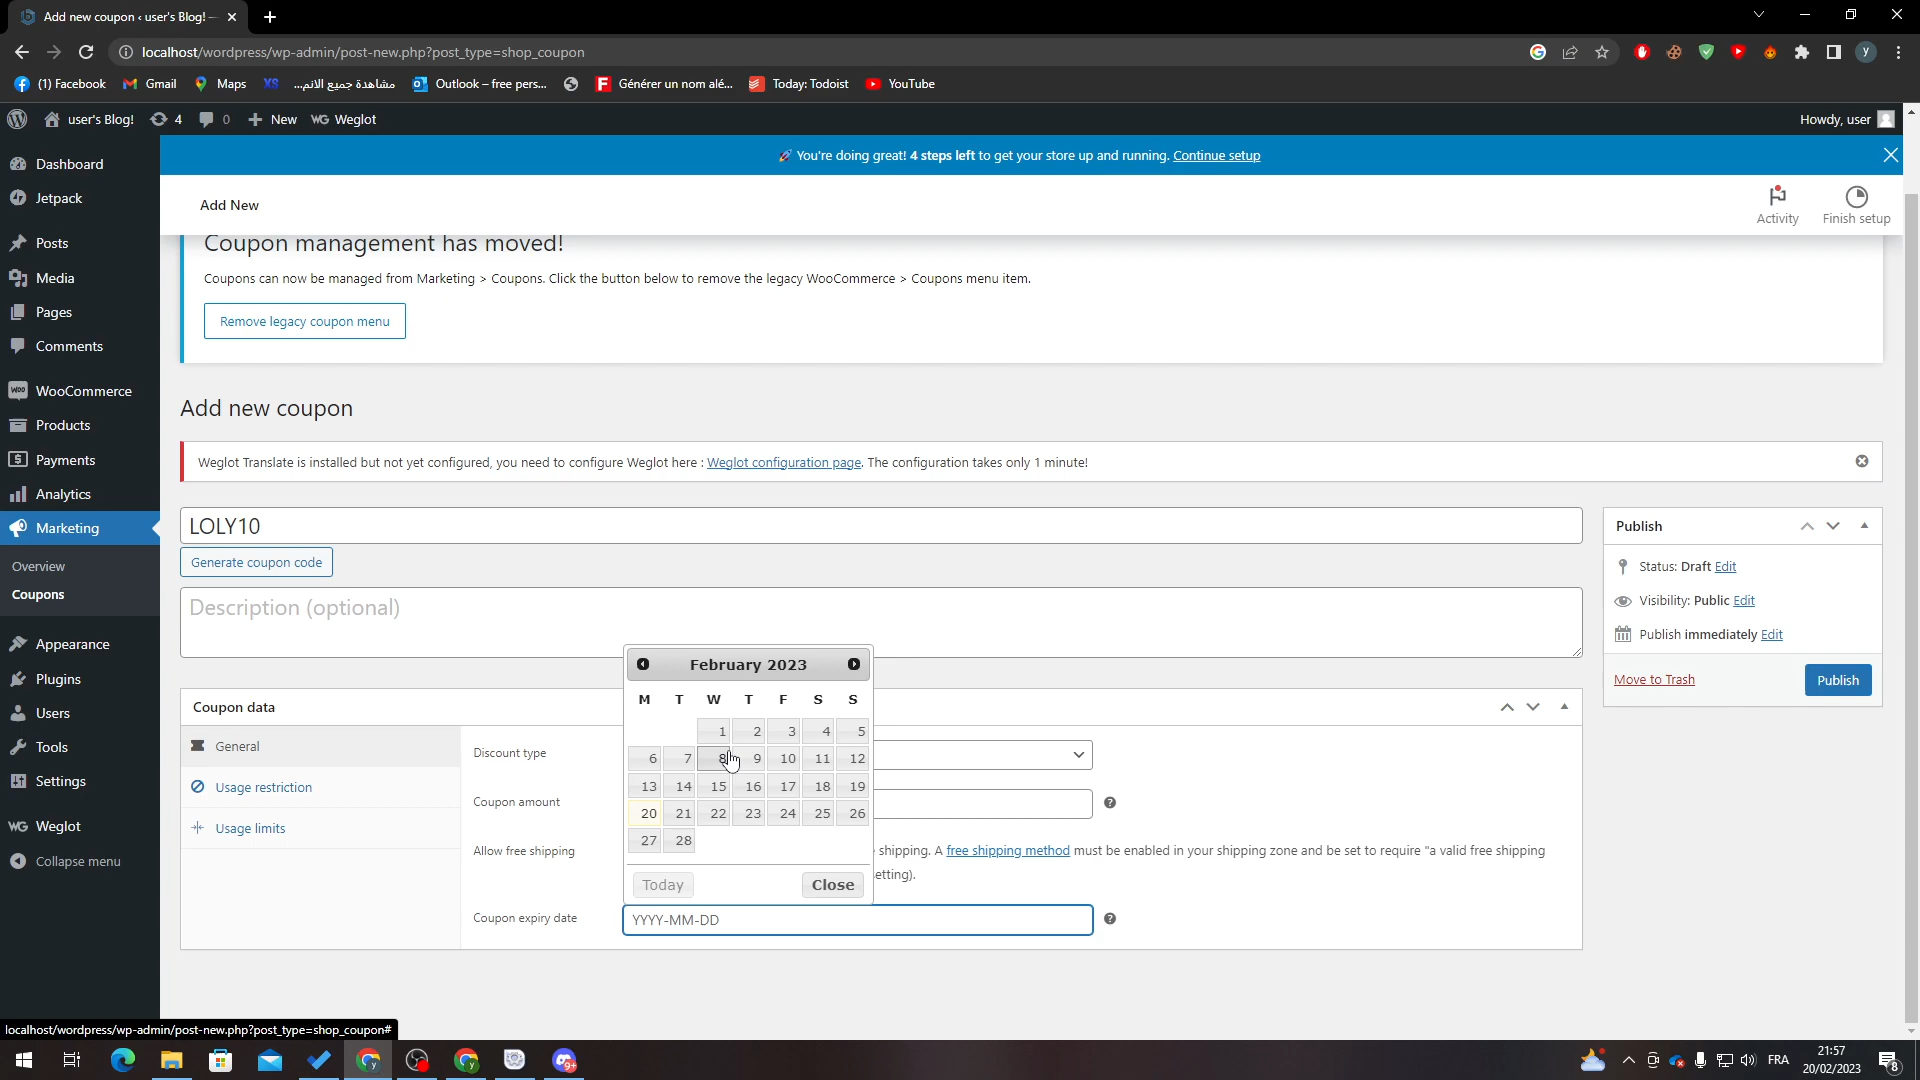 Add new coupon ‹ user's Blog! —
localhost/wordpress/wp-admin/post-new.php?post_type=shop_coupon
(1) Facebook
Gmail
Maps
مشاهدة جميع الانم...
Outlook – free pers...
Générer un nom alé...
Today: Todoist
YouTube
user's Blog!
4
0
New
Weglot
Howdy, user
Dashboard
Jetpack
Posts
Media
Pages
Comments
WooCommerce
Products
Payments
Analytics
Marketing
Overview
Coupons
Appearance
Plugins
Users
Tools
Settings
Weglot
Collapse menu
You're doing great! 4 steps left to get your store up and running. Continue setup
Add New
Activity
Finish setup
Coupon management has moved!
Coupons can now be managed from Marketing > Coupons. Click the button below to remove the legacy WooCommerce > Coupons menu item.
Remove legacy coupon menu
Add new coupon
Weglot Translate is installed but not yet configured, you need to configure Weglot here : Weglot configuration page. The configuration takes only 1 minute!
LOLY10
Generate coupon code
Description (optional)
Publish
Status: Draft Edit
Visibility: Public Edit
Publish immediately Edit
Move to Trash
Publish
Coupon data
General
Usage restriction
Usage limits
Discount type
Coupon amount
Allow free shipping
shipping. A free shipping method must be enabled in your shipping zone and be set to require "a valid free shipping
etting).
Coupon expiry date
YYYY-MM-DD
February 2023
M T W T F S S
1 2 3 4 5
6 7 8 9 10 11 12
13 14 15 16 17 18 19
20 21 22 23 24 25 26
27 28
Today
Close
localhost/wordpress/wp-admin/post-new.php?post_type=shop_coupon#
FRA
21:57
20/02/2023
8